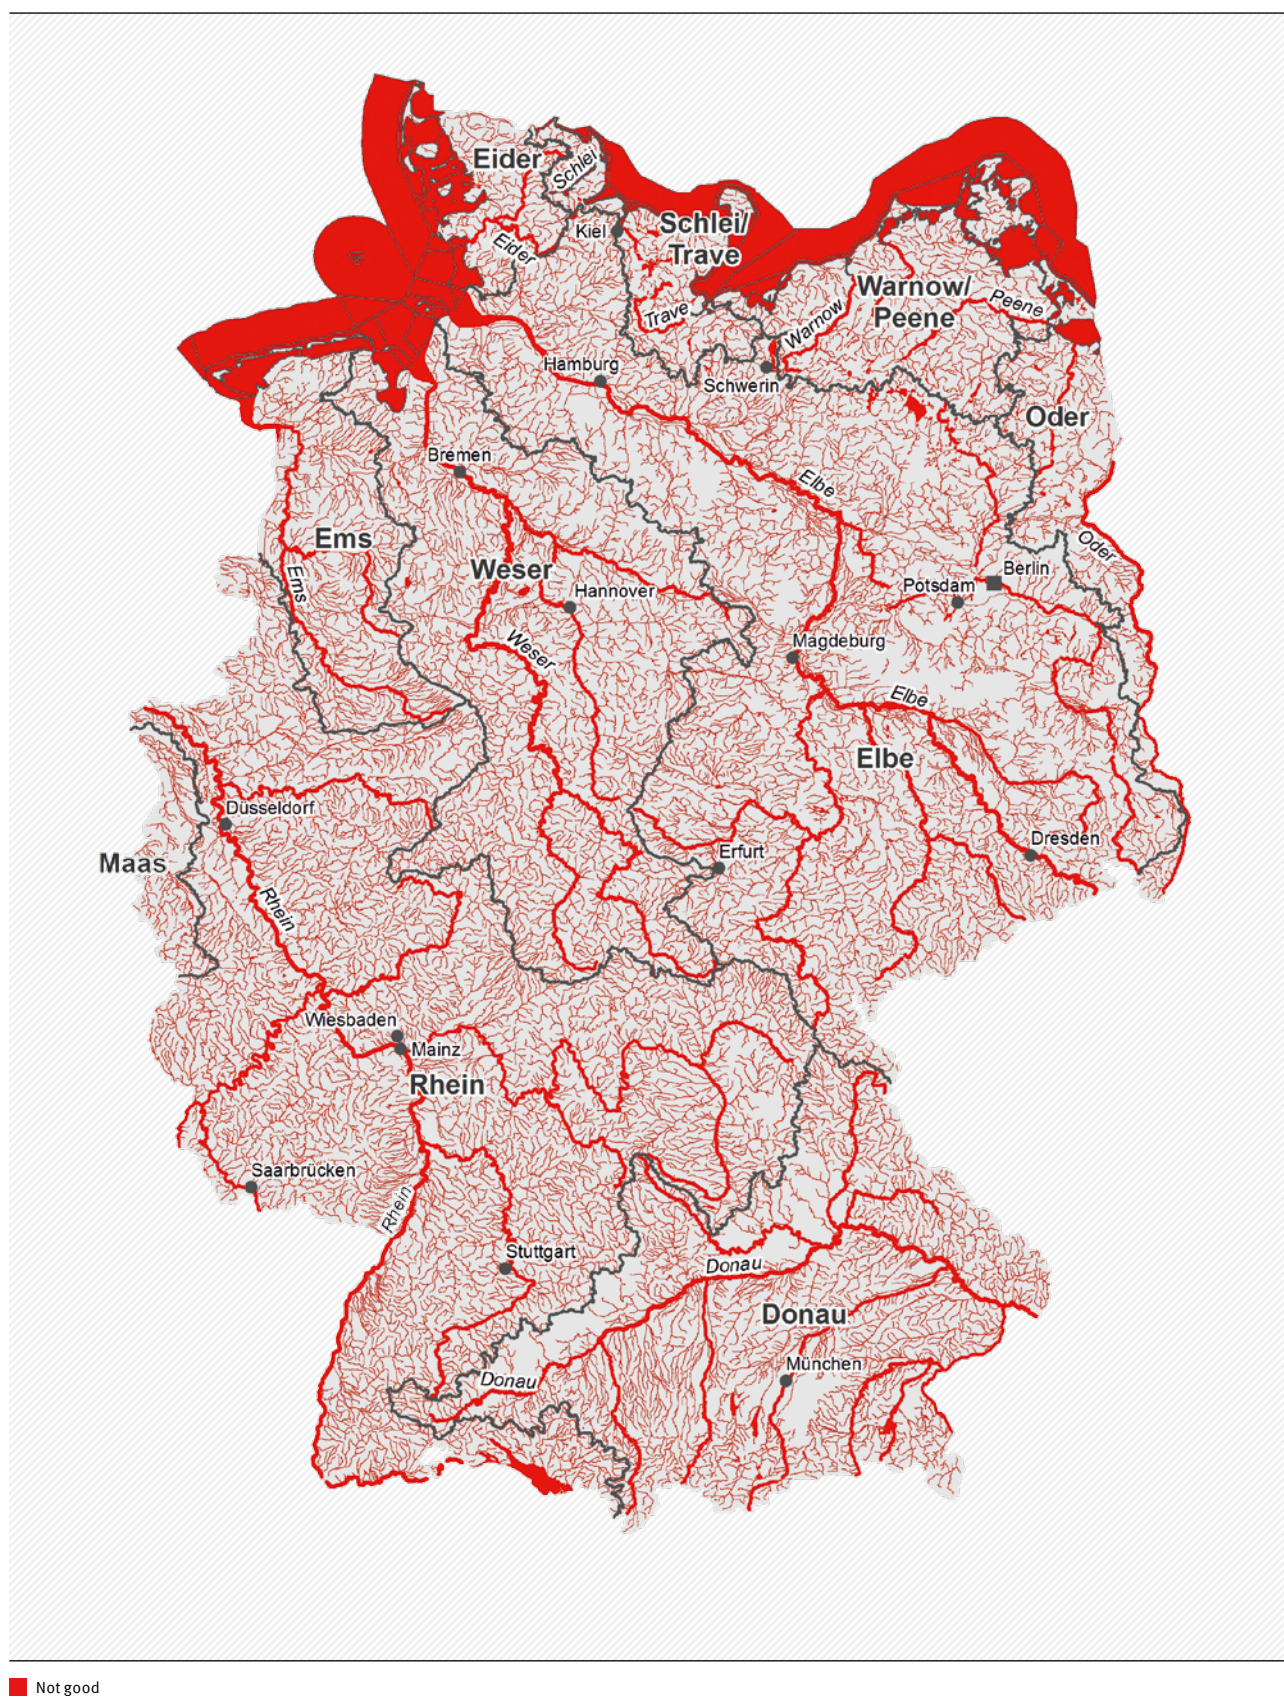 Eider
Schlei
Kiel
Schlei/
Trave
Eider
Warnow/
Peene
Peene
Trave
Warnow
Hamburg
Schwerin
Oder
Bremen
Elbe
Ems
Oder
Weser
Berlin
Ems
Potsdam
Hannover
Weser
Magdeburg
Elbe
Elbe
Düsseldorf
Dresden
Maas
Erfurt
Rhein
Wiesbaden
Mainz
Rhein
Saarbrücken
Rhein
Stuttgart
Donau
Donau
München
Donau
Not good